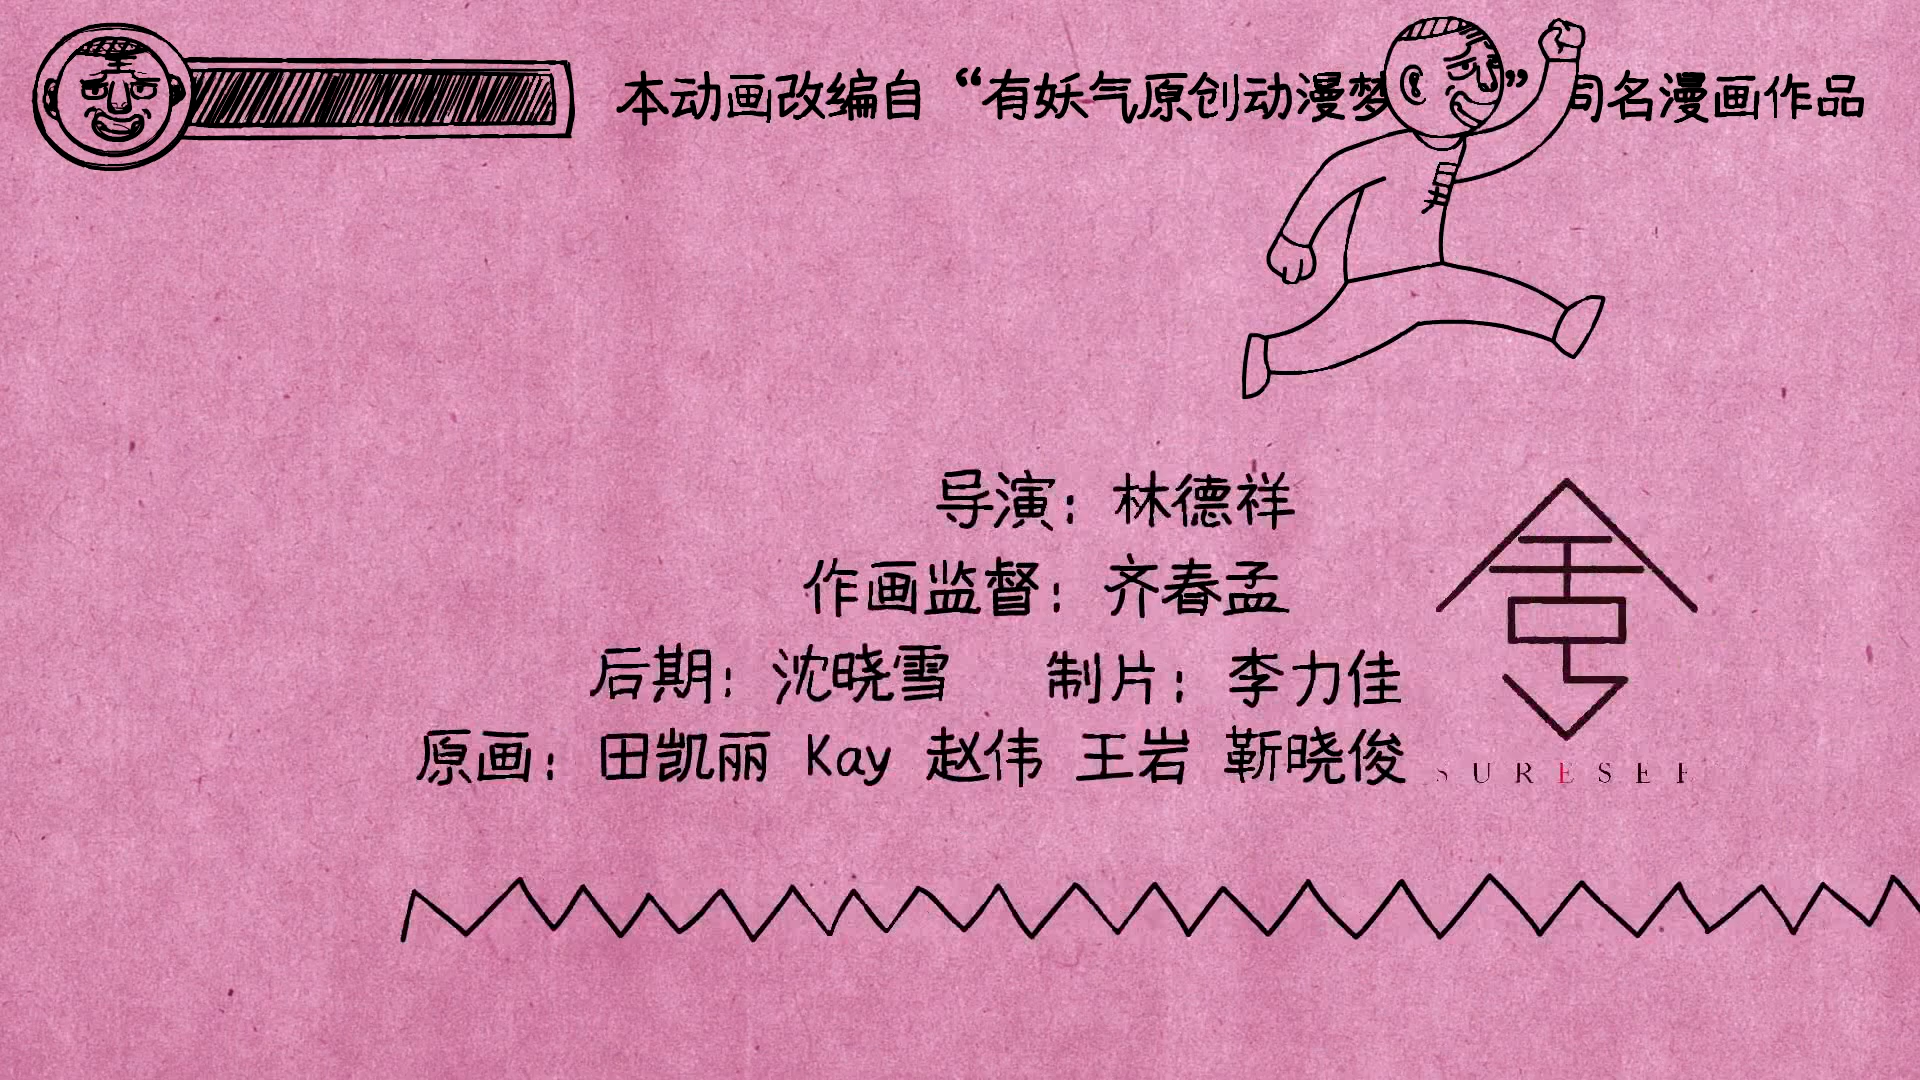 本动画改编自“有妖气原创动漫梦”同名漫画作品
导演：林德祥
作画监督：齐春孟
后期：沈晓雪 制片：李力佳
原画：田凯丽 Kay 赵伟 王岩 靳晓俊
SURESEE